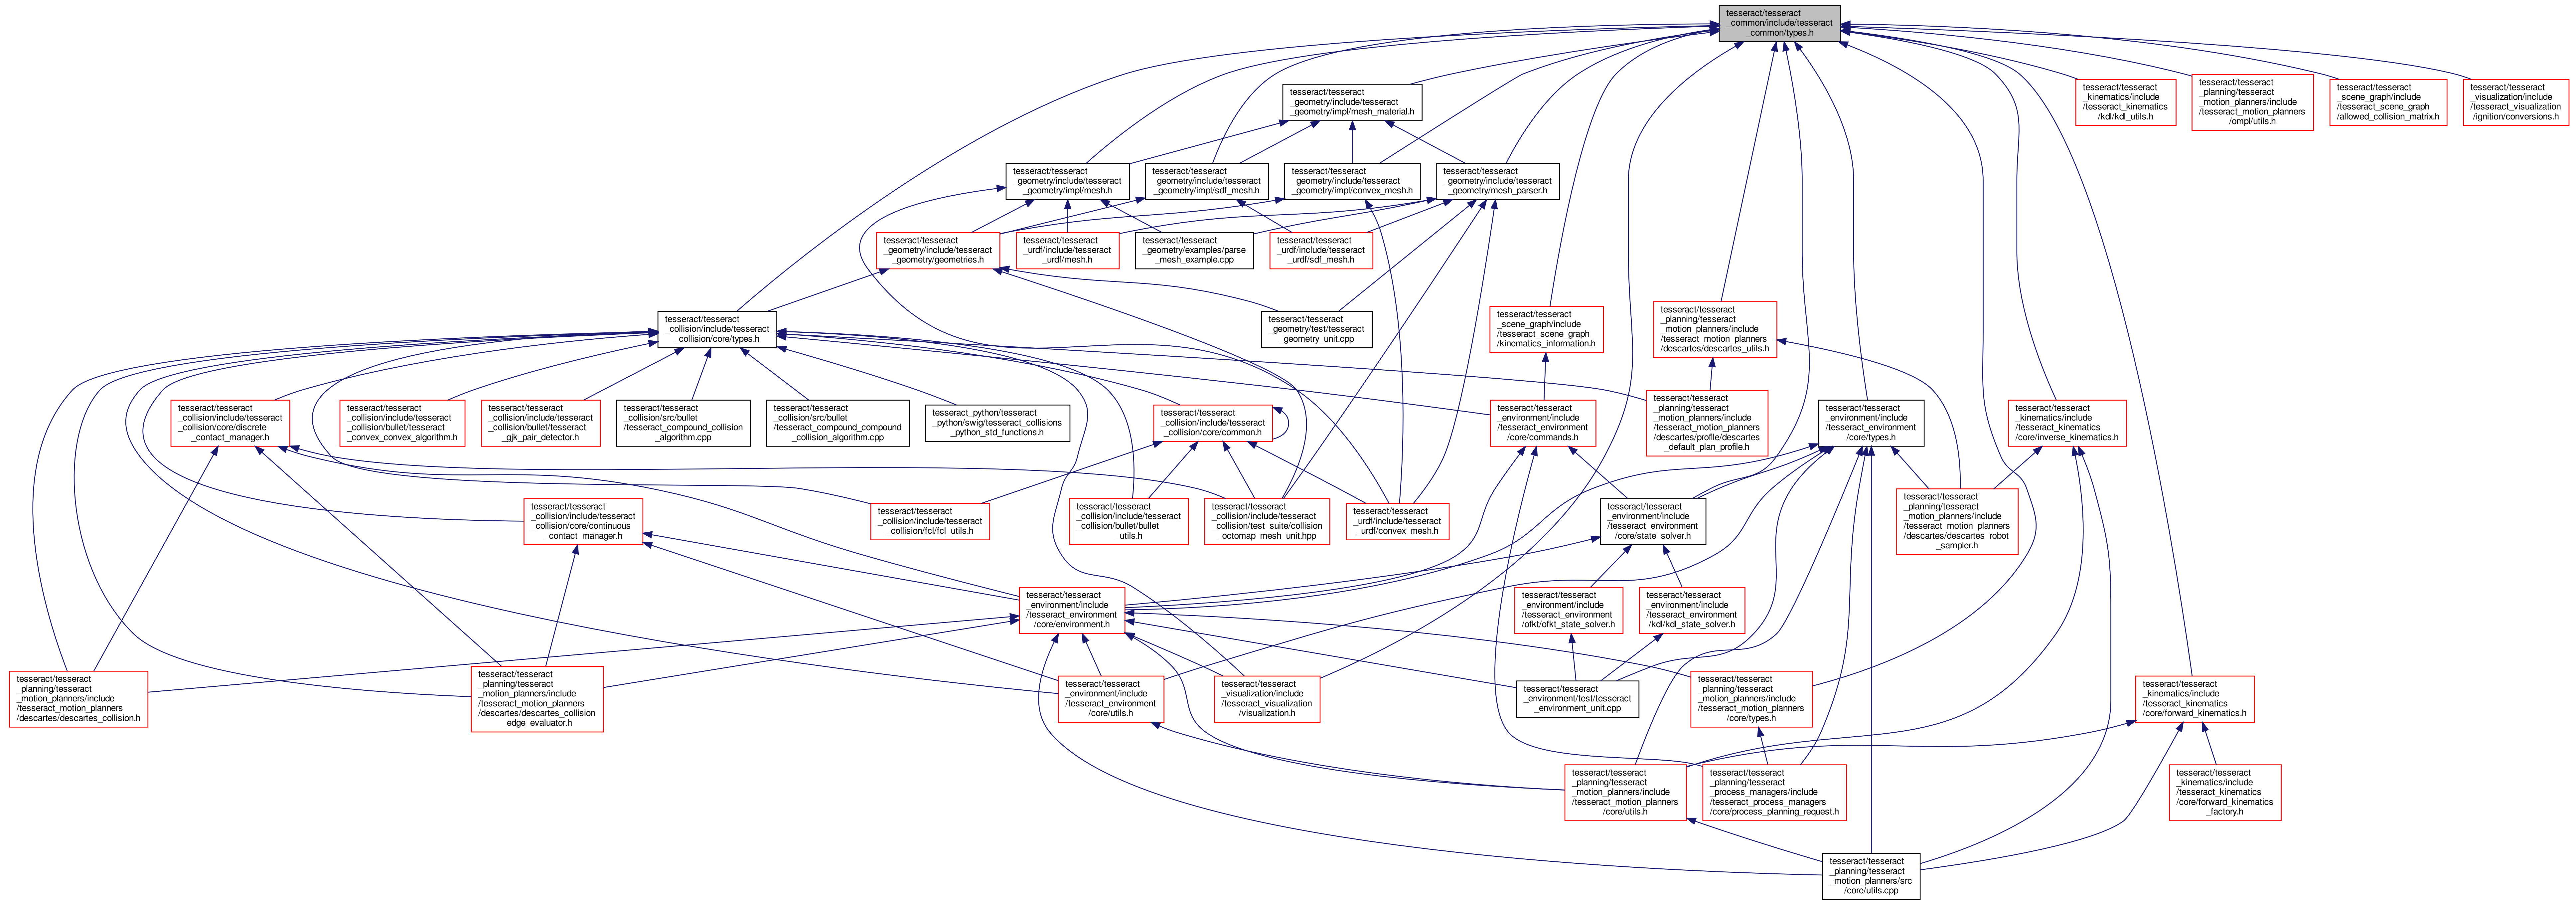 tesseract/tesseract
_common/include/tesseract
_common/types.h
tesseract/tesseract
_geometry/include/tesseract
_geometry/impl/mesh_material.h
tesseract/tesseract
_kinematics/include
/tesseract_kinematics
/kdl/kdl_utils.h
tesseract/tesseract
_planning/tesseract
_motion_planners/include
/tesseract_motion_planners
/ompl/utils.h
tesseract/tesseract
_scene_graph/include
/tesseract_scene_graph
/allowed_collision_matrix.h
tesseract/tesseract
_visualization/include
/tesseract_visualization
/ignition/conversions.h
tesseract/tesseract
_geometry/include/tesseract
_geometry/impl/mesh.h
tesseract/tesseract
_geometry/include/tesseract
_geometry/impl/sdf_mesh.h
tesseract/tesseract
_geometry/include/tesseract
_geometry/impl/convex_mesh.h
tesseract/tesseract
_geometry/include/tesseract
_geometry/mesh_parser.h
tesseract/tesseract
_geometry/include/tesseract
_geometry/geometries.h
tesseract/tesseract
_urdf/include/tesseract
_urdf/mesh.h
tesseract/tesseract
_geometry/examples/parse
_mesh_example.cpp
tesseract/tesseract
_urdf/include/tesseract
_urdf/sdf_mesh.h
tesseract/tesseract
_collision/include/tesseract
_collision/core/types.h
tesseract/tesseract
_geometry/test/tesseract
_geometry_unit.cpp
tesseract/tesseract
_scene_graph/include
/tesseract_scene_graph
/kinematics_information.h
tesseract/tesseract
_planning/tesseract
_motion_planners/include
/tesseract_motion_planners
/descartes/descartes_utils.h
tesseract/tesseract
_collision/include/tesseract
_collision/core/discrete
_contact_manager.h
tesseract/tesseract
_collision/include/tesseract
_collision/bullet/tesseract
_convex_convex_algorithm.h
tesseract/tesseract
_collision/include/tesseract
_collision/bullet/tesseract
_gjk_pair_detector.h
tesseract/tesseract
_collision/src/bullet
/tesseract_compound_collision
_algorithm.cpp
tesseract/tesseract
_collision/src/bullet
/tesseract_compound_compound
_collision_algorithm.cpp
tesseract_python/tesseract
_python/swig/tesseract_collisions
_python_std_functions.h
tesseract/tesseract
_collision/include/tesseract
_collision/core/common.h
tesseract/tesseract
_environment/include
/tesseract_environment
/core/commands.h
tesseract/tesseract
_planning/tesseract
_motion_planners/include
/tesseract_motion_planners
/descartes/profile/descartes
_default_plan_profile.h
tesseract/tesseract
_environment/include
/tesseract_environment
/core/types.h
tesseract/tesseract
_kinematics/include
/tesseract_kinematics
/core/inverse_kinematics.h
tesseract/tesseract
_collision/include/tesseract
_collision/core/continuous
_contact_manager.h
tesseract/tesseract
_collision/include/tesseract
_collision/fcl/fcl_utils.h
tesseract/tesseract
_collision/include/tesseract
_collision/bullet/bullet
_utils.h
tesseract/tesseract
_collision/include/tesseract
_collision/test_suite/collision
_octomap_mesh_unit.hpp
tesseract/tesseract
_urdf/include/tesseract
_urdf/convex_mesh.h
tesseract/tesseract
_environment/include
/tesseract_environment
/core/state_solver.h
tesseract/tesseract
_planning/tesseract
_motion_planners/include
/tesseract_motion_planners
/descartes/descartes_robot
_sampler.h
tesseract/tesseract
_environment/include
/tesseract_environment
/core/environment.h
tesseract/tesseract
_environment/include
/tesseract_environment
/ofkt/ofkt_state_solver.h
tesseract/tesseract
_environment/include
/tesseract_environment
/kdl/kdl_state_solver.h
tesseract/tesseract
_planning/tesseract
_motion_planners/include
/tesseract_motion_planners
/descartes/descartes_collision.h
tesseract/tesseract
_planning/tesseract
_motion_planners/include
/tesseract_motion_planners
/descartes/descartes_collision
_edge_evaluator.h
tesseract/tesseract
_environment/include
/tesseract_environment
/core/utils.h
tesseract/tesseract
_visualization/include
/tesseract_visualization
/visualization.h
tesseract/tesseract
_environment/test/tesseract
_environment_unit.cpp
tesseract/tesseract
_planning/tesseract
_motion_planners/include
/tesseract_motion_planners
/core/types.h
tesseract/tesseract
_kinematics/include
/tesseract_kinematics
/core/forward_kinematics.h
tesseract/tesseract
_planning/tesseract
_motion_planners/include
/tesseract_motion_planners
/core/utils.h
tesseract/tesseract
_planning/tesseract
_process_managers/include
/tesseract_process_managers
/core/process_planning_request.h
tesseract/tesseract
_kinematics/include
/tesseract_kinematics
/core/forward_kinematics
_factory.h
tesseract/tesseract
_planning/tesseract
_motion_planners/src
/core/utils.cpp